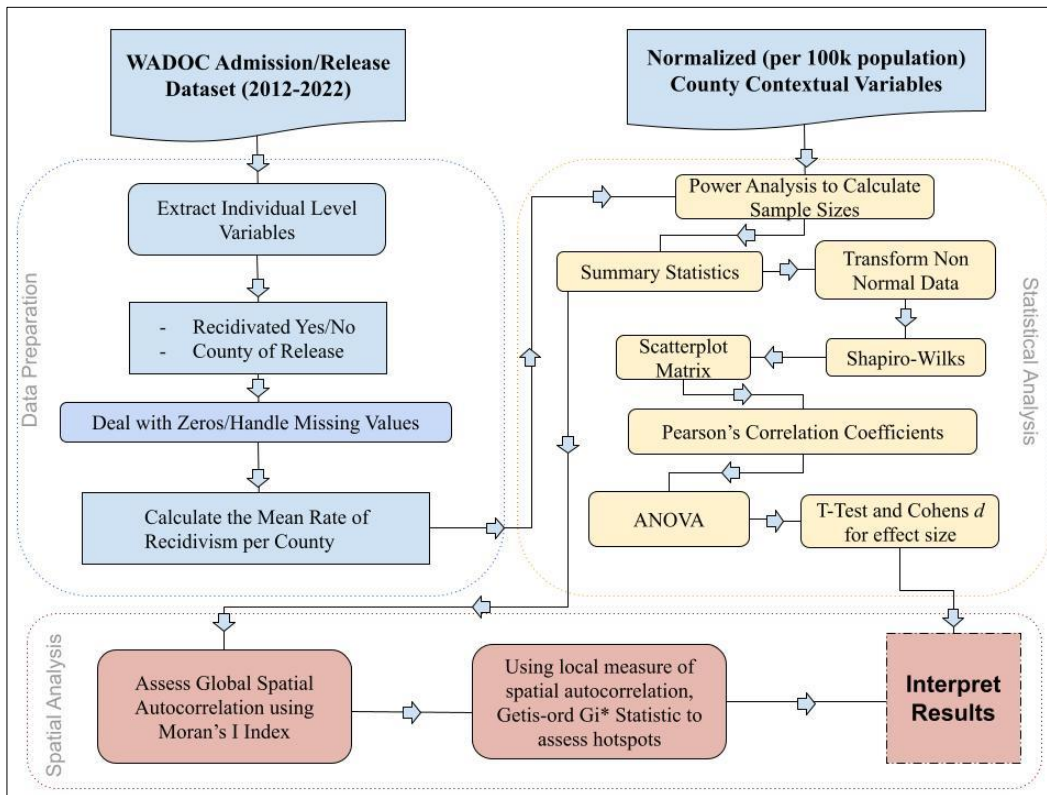 WADOC Admission/Release
Dataset (2012-2022)
Normalized (per 100k population)
County Contextual Variables
Data Preparation
Extract Individual Level
Variables
- Recidivated Yes/No
- County of Release
Deal with Zeros/Handle Missing Values
Calculate the Mean Rate of
Recidivism per County
Statistical Analysis
Power Analysis to Calculate
Sample Sizes
Summary Statistics
Transform Non
Normal Data
Shapiro-Wilks
Scatterplot
Matrix
Pearson's Correlation Coefficients
ANOVA
T-Test and Cohens d
for effect size
Spatial Analysis
Assess Global Spatial
Autocorrelation using
Moran's I Index
Using local measure of
spatial autocorrelation,
Getis-ord Gi* Statistic to
assess hotspots
Interpret
Results